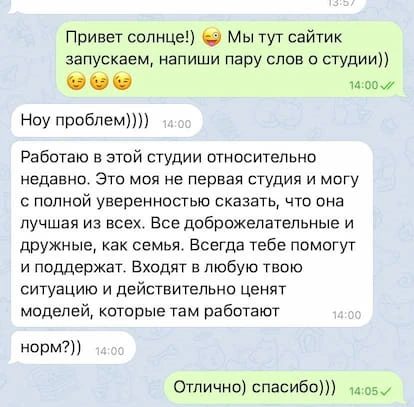 13:57
Привет солнце!) 😜 Мы тут сайтик
запускаем, напиши пару слов о студии))
😉😉😉
14:00
Ноу проблем)))) 14:00
Работаю в этой студии относительно
недавно. Это моя не первая студия и могу
с полной уверенностью сказать, что она
лучшая из всех. Все доброжелательные и
дружные, как семья. Всегда тебе помогут
и поддержат. Входят в любую твою
ситуацию и действительно ценят
моделей, которые там работают 14:00
норм?)) 14:00
Отлично) спасибо))) 14:05